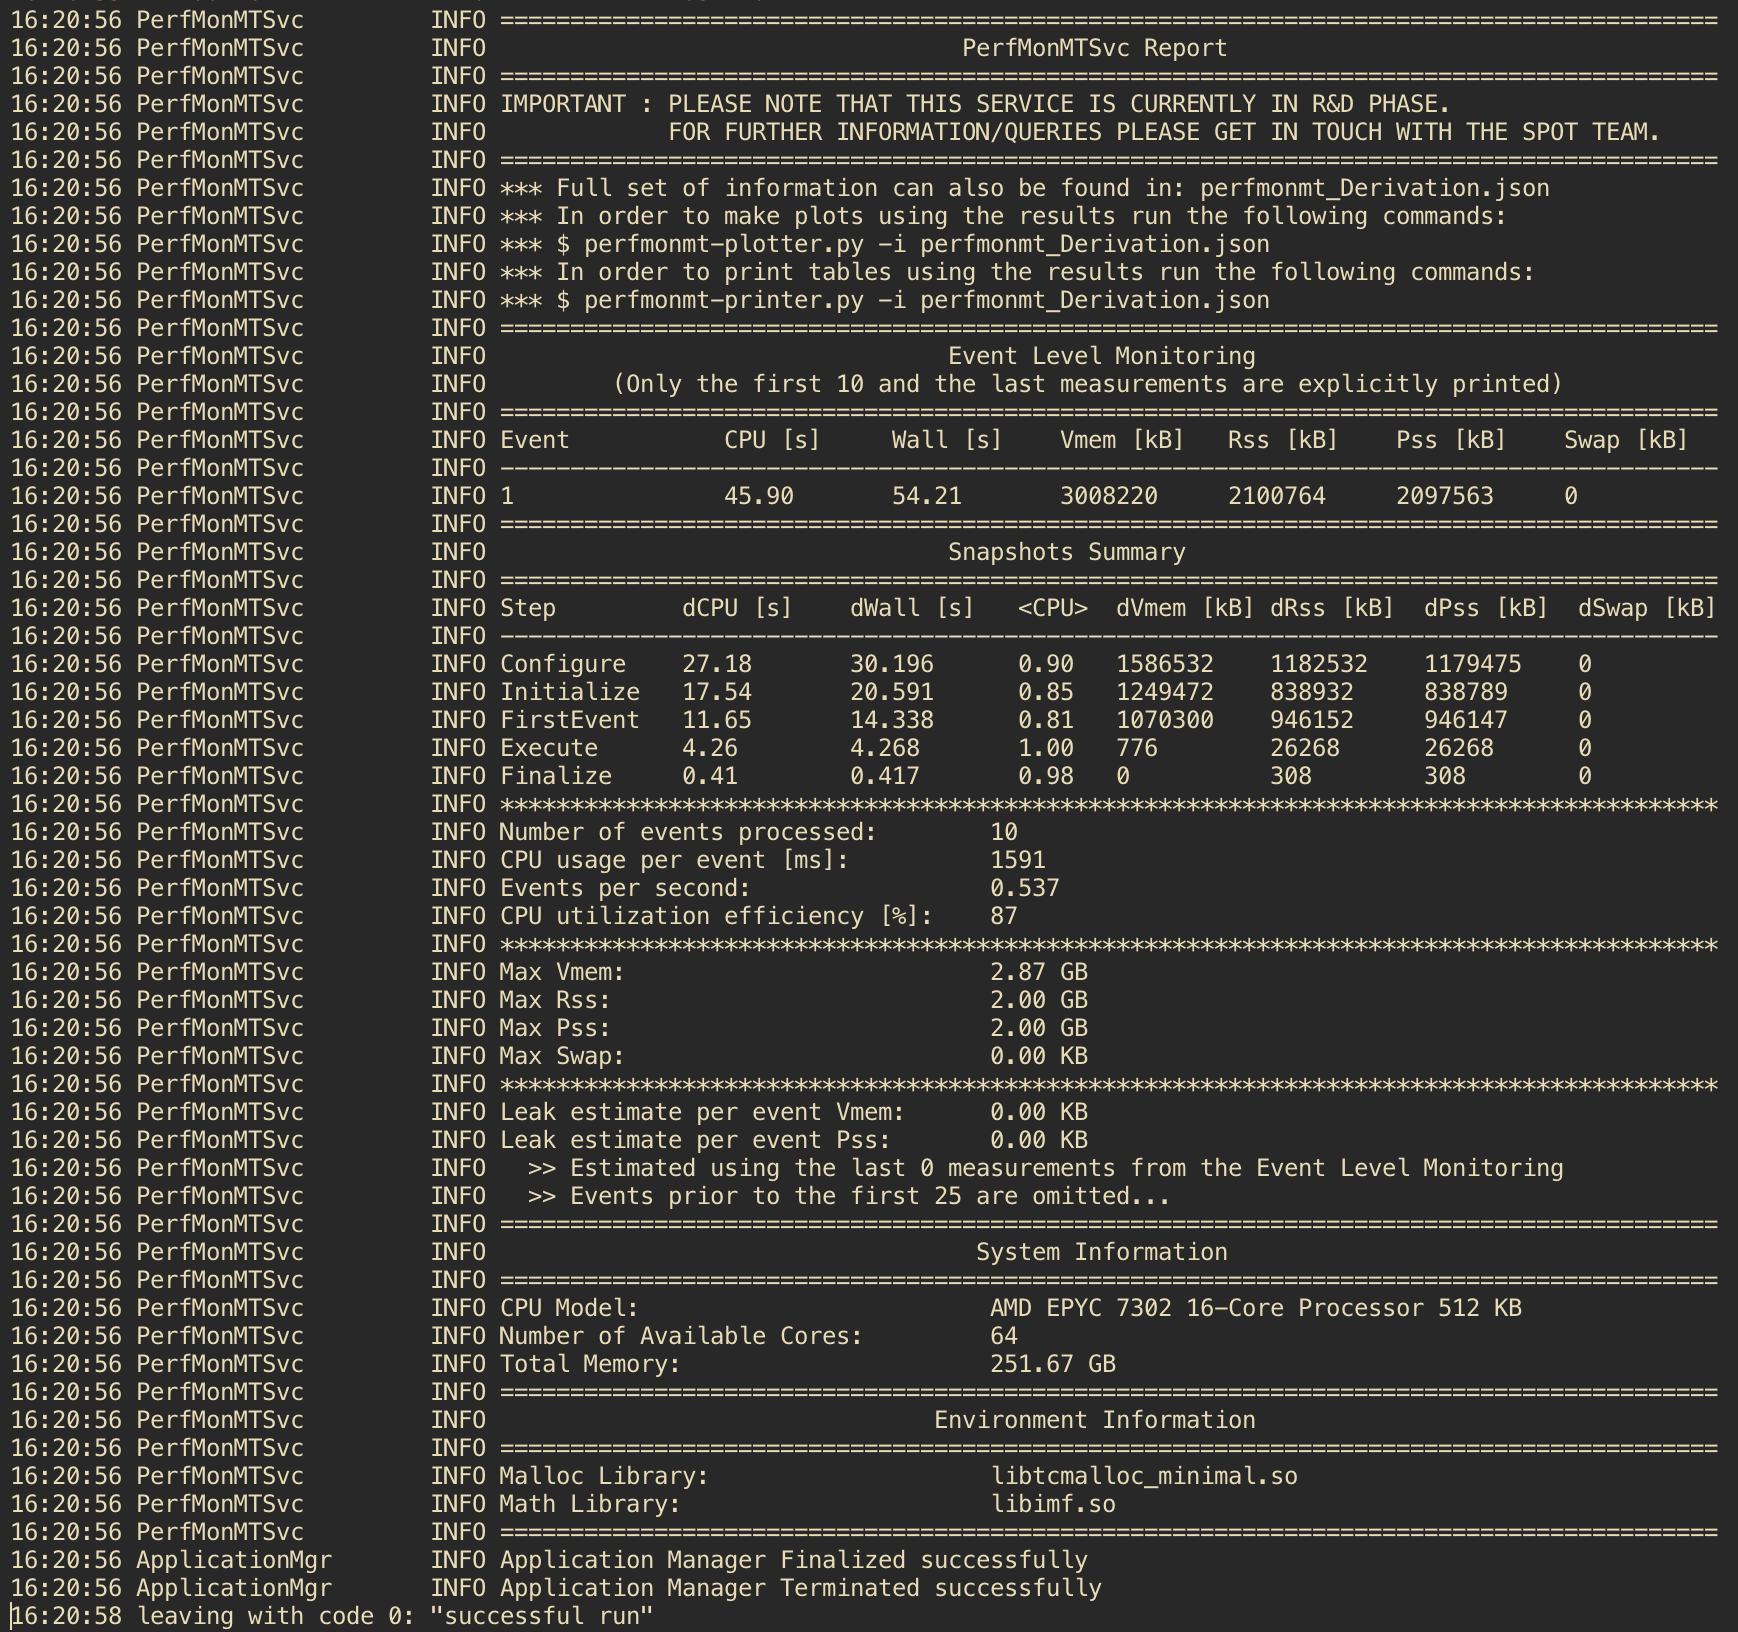 16:20:56 PerfMonMTSvc         INFO =======================================================================================
16:20:56 PerfMonMTSvc         INFO                                  PerfMonMTSvc Report
16:20:56 PerfMonMTSvc         INFO =======================================================================================
16:20:56 PerfMonMTSvc         INFO IMPORTANT : PLEASE NOTE THAT THIS SERVICE IS CURRENTLY IN R&D PHASE.
16:20:56 PerfMonMTSvc         INFO             FOR FURTHER INFORMATION/QUERIES PLEASE GET IN TOUCH WITH THE SPOT TEAM.
16:20:56 PerfMonMTSvc         INFO =======================================================================================
16:20:56 PerfMonMTSvc         INFO *** Full set of information can also be found in: perfmonmt_Derivation.json
16:20:56 PerfMonMTSvc         INFO *** In order to make plots using the results run the following commands:
16:20:56 PerfMonMTSvc         INFO *** $ perfmonmt-plotter.py -i perfmonmt_Derivation.json
16:20:56 PerfMonMTSvc         INFO *** In order to print tables using the results run the following commands:
16:20:56 PerfMonMTSvc         INFO *** $ perfmonmt-printer.py -i perfmonmt_Derivation.json
16:20:56 PerfMonMTSvc         INFO =======================================================================================
16:20:56 PerfMonMTSvc         INFO                                 Event Level Monitoring
16:20:56 PerfMonMTSvc         INFO         (Only the first 10 and the last measurements are explicitly printed)
16:20:56 PerfMonMTSvc         INFO =======================================================================================
16:20:56 PerfMonMTSvc         INFO Event           CPU [s]     Wall [s]    Vmem [kB]   Rss [kB]    Pss [kB]    Swap [kB]
16:20:56 PerfMonMTSvc         INFO ---------------------------------------------------------------------------------------
16:20:56 PerfMonMTSvc         INFO 1               45.90       54.21       3008220     2100764     2097563     0
16:20:56 PerfMonMTSvc         INFO =======================================================================================
16:20:56 PerfMonMTSvc         INFO                                 Snapshots Summary
16:20:56 PerfMonMTSvc         INFO =======================================================================================
16:20:56 PerfMonMTSvc         INFO Step         dCPU [s]    dWall [s]   <CPU>  dVmem [kB] dRss [kB]  dPss [kB]  dSwap [kB]
16:20:56 PerfMonMTSvc         INFO ---------------------------------------------------------------------------------------
16:20:56 PerfMonMTSvc         INFO Configure    27.18       30.196      0.90   1586532    1182532    1179475    0
16:20:56 PerfMonMTSvc         INFO Initialize   17.54       20.591      0.85   1249472    838932     838789     0
16:20:56 PerfMonMTSvc         INFO FirstEvent   11.65       14.338      0.81   1070300    946152     946147     0
16:20:56 PerfMonMTSvc         INFO Execute      4.26        4.268       1.00   776        26268      26268      0
16:20:56 PerfMonMTSvc         INFO Finalize     0.41        0.417       0.98   0          308        308        0
16:20:56 PerfMonMTSvc         INFO ***************************************************************************************
16:20:56 PerfMonMTSvc         INFO Number of events processed:        10
16:20:56 PerfMonMTSvc         INFO CPU usage per event [ms]:          1591
16:20:56 PerfMonMTSvc         INFO Events per second:                 0.537
16:20:56 PerfMonMTSvc         INFO CPU utilization efficiency [%]:    87
16:20:56 PerfMonMTSvc         INFO ***************************************************************************************
16:20:56 PerfMonMTSvc         INFO Max Vmem:                          2.87 GB
16:20:56 PerfMonMTSvc         INFO Max Rss:                           2.00 GB
16:20:56 PerfMonMTSvc         INFO Max Pss:                           2.00 GB
16:20:56 PerfMonMTSvc         INFO Max Swap:                          0.00 KB
16:20:56 PerfMonMTSvc         INFO ***************************************************************************************
16:20:56 PerfMonMTSvc         INFO Leak estimate per event Vmem:      0.00 KB
16:20:56 PerfMonMTSvc         INFO Leak estimate per event Pss:       0.00 KB
16:20:56 PerfMonMTSvc         INFO   >> Estimated using the last 0 measurements from the Event Level Monitoring
16:20:56 PerfMonMTSvc         INFO   >> Events prior to the first 25 are omitted...
16:20:56 PerfMonMTSvc         INFO =======================================================================================
16:20:56 PerfMonMTSvc         INFO                                   System Information
16:20:56 PerfMonMTSvc         INFO =======================================================================================
16:20:56 PerfMonMTSvc         INFO CPU Model:                         AMD EPYC 7302 16-Core Processor 512 KB
16:20:56 PerfMonMTSvc         INFO Number of Available Cores:         64
16:20:56 PerfMonMTSvc         INFO Total Memory:                      251.67 GB
16:20:56 PerfMonMTSvc         INFO =======================================================================================
16:20:56 PerfMonMTSvc         INFO                                Environment Information
16:20:56 PerfMonMTSvc         INFO =======================================================================================
16:20:56 PerfMonMTSvc         INFO Malloc Library:                    libtcmalloc_minimal.so
16:20:56 PerfMonMTSvc         INFO Math Library:                      libimf.so
16:20:56 PerfMonMTSvc         INFO =======================================================================================
16:20:56 ApplicationMgr       INFO Application Manager Finalized successfully
16:20:56 ApplicationMgr       INFO Application Manager Terminated successfully
16:20:58 leaving with code 0: "successful run"